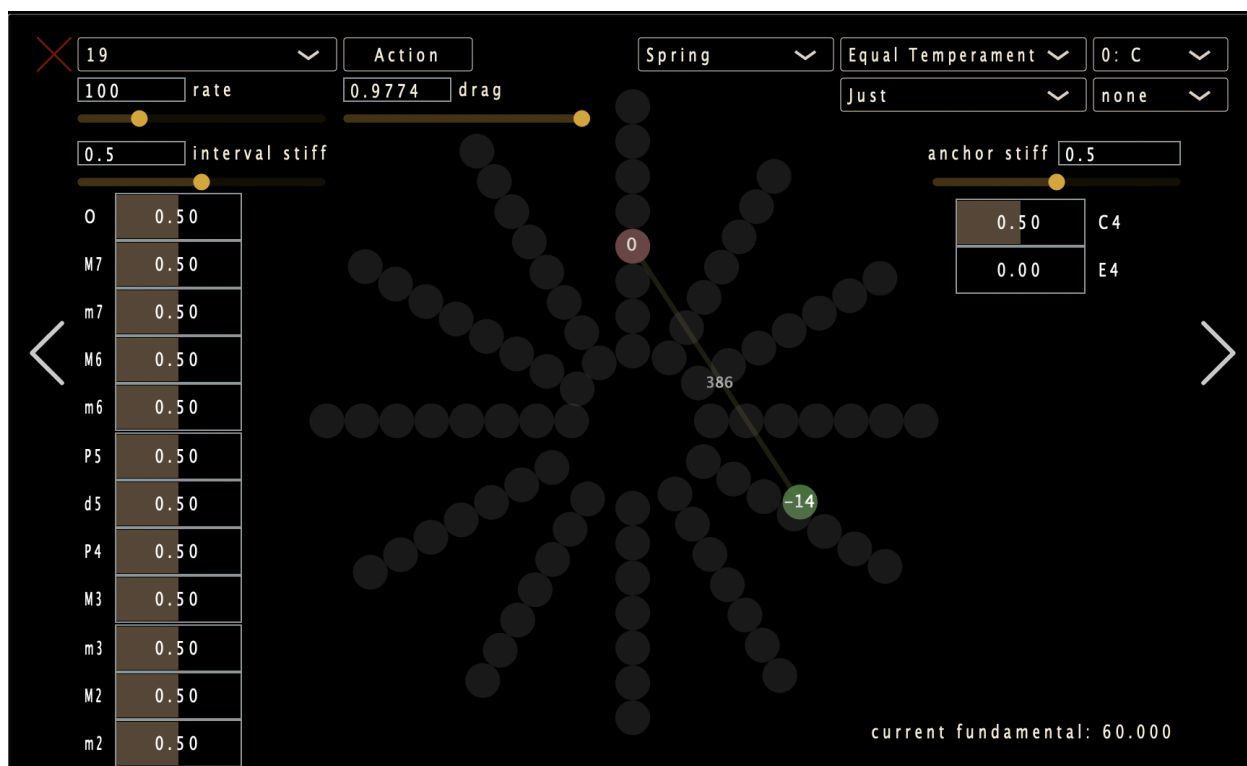 19 Action Spring Equal Temperament 0: C
100 rate 0.9774 drag Just none
0.5 interval stiff anchor stiff 0.5
O 0.50 0.50 C4
0
M7 0.50 0.00 E4
m7 0.50
M6 0.50
386
m6 0.50
P5 0.50
d5 0.50
-14
P4 0.50
M3 0.50
m3 0.50
M2 0.50
current fundamental: 60.000
m2 0.50